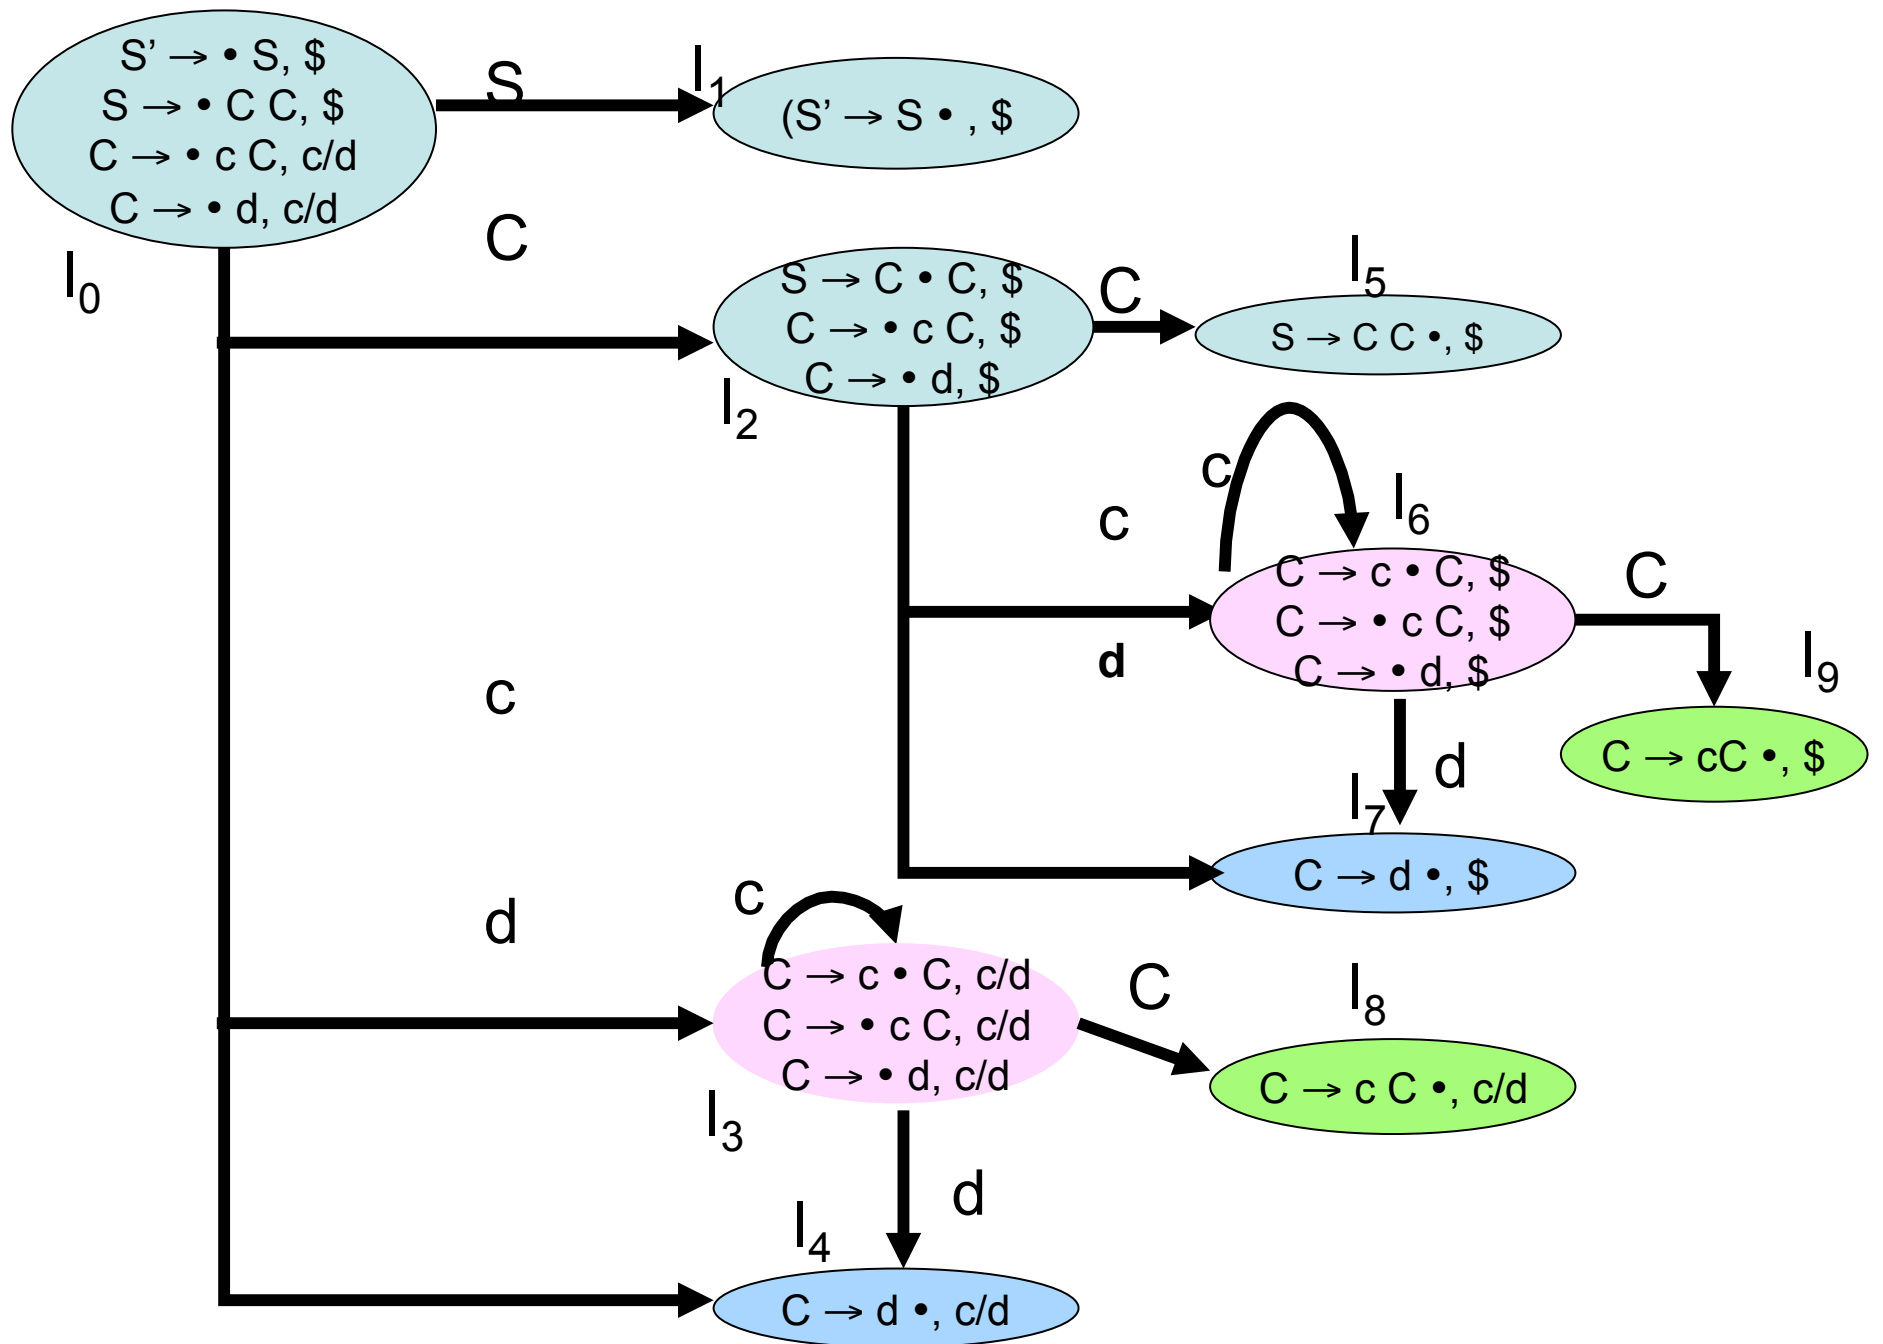 S’ → • S, $
S → • C C, $
C → • c C, c/d
C → • d, c/d
I0
S
I1
(S’ → S • , $
C
S → C • C, $
C → • c C, $
C → • d, $
I2
C
I5
S → C C •, $
c
c
I6
C → c • C, $
C → • c C, $
C → • d, $
C
I9
C → cC •, $
d
d
I7
C → d •, $
c
d
c
C → c • C, c/d
C → • c C, c/d
C → • d, c/d
I3
C
I8
C → c C •, c/d
d
I4
C → d •, c/d